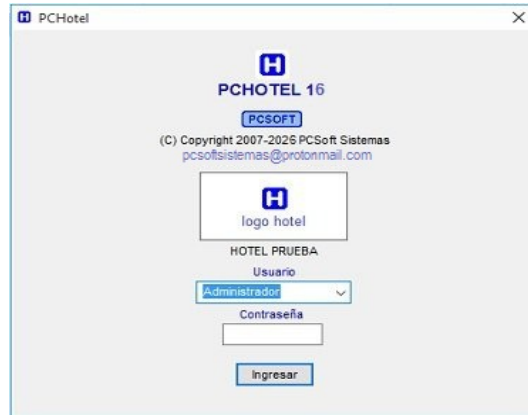 H PCHotel
H
PCHOTEL 16
PCSOFT
(C) Copyright 2007-2026 PCSoft Sistemas
pcsoftsistemas@protonmail.com
H
logo hotel
HOTEL PRUEBA
Usuario
Administrador
Contraseña
Ingresar